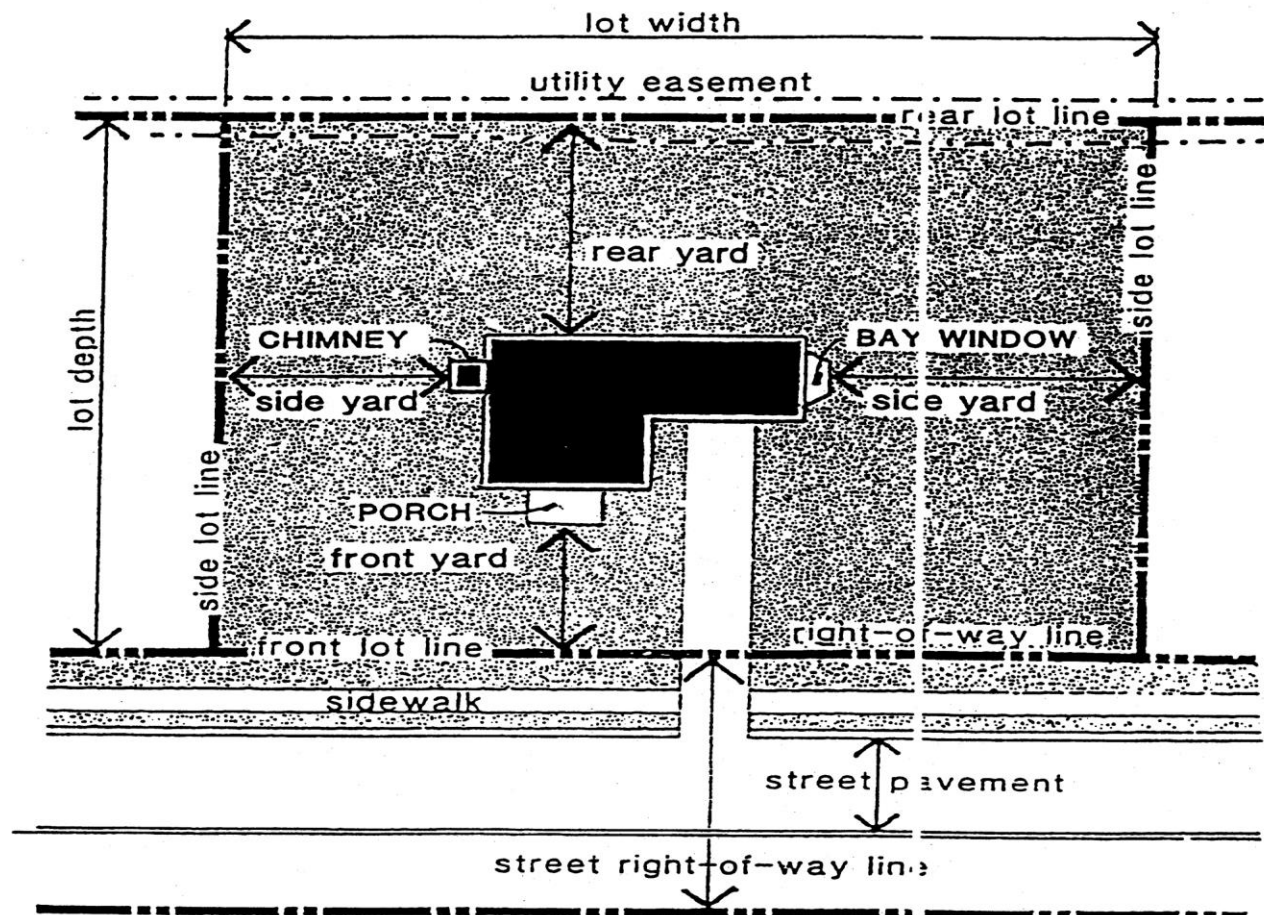 lot width
utility easement
rear lot line
side lot line
rear yard
lot depth
CHIMNEY
BAY WINDOW
side yard
side yard
side lot line
PORCH
front yard
front lot line
right-of-way line
sidewalk
street pavement
street right-of-way line